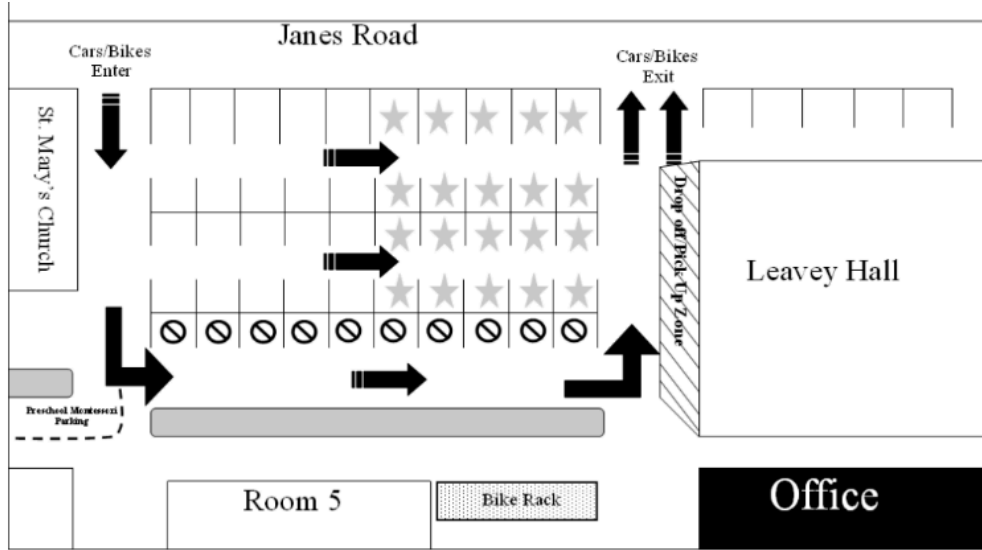 Janes Road
Cars/Bikes
Enter
Cars/Bikes
Exit
St. Mary's Church
Drop off/Pick-Up Zone
Leavey Hall
Preschool Montessori
Parking
Room 5
Bike Rack
Office